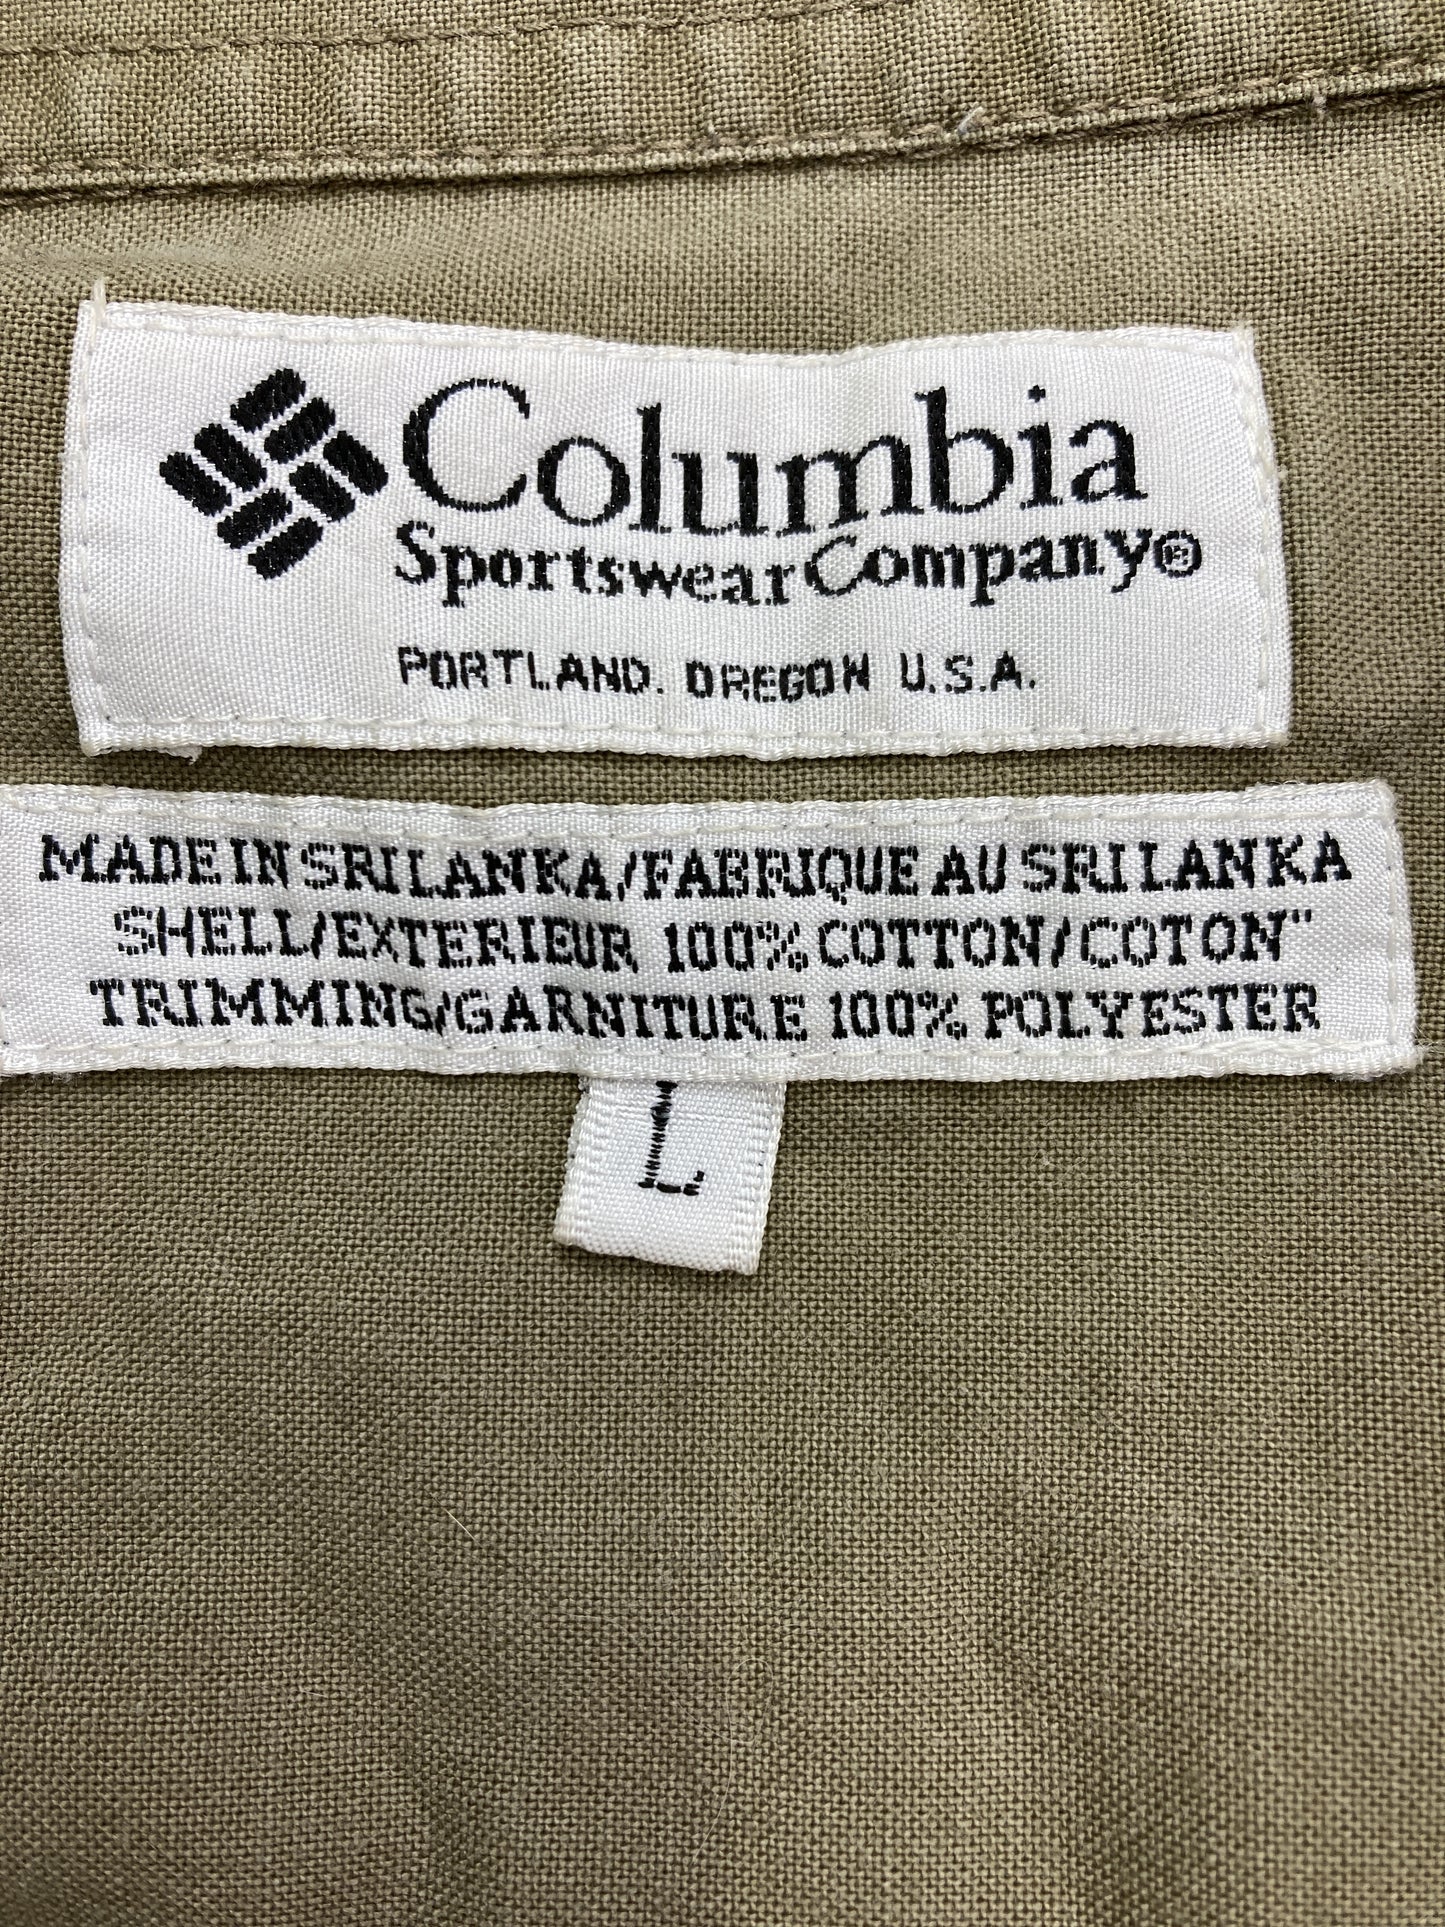 Columbia
Sportswear Company®
PORTLAND. OREGON U.S.A.
MADE IN SRI LANKA/FABRIQUE AU SRI LANKA
SHELL/EXTERIEUR 100% COTTON/COTON"
TRIMMING/GARNITURE 100% POLYESTER
L